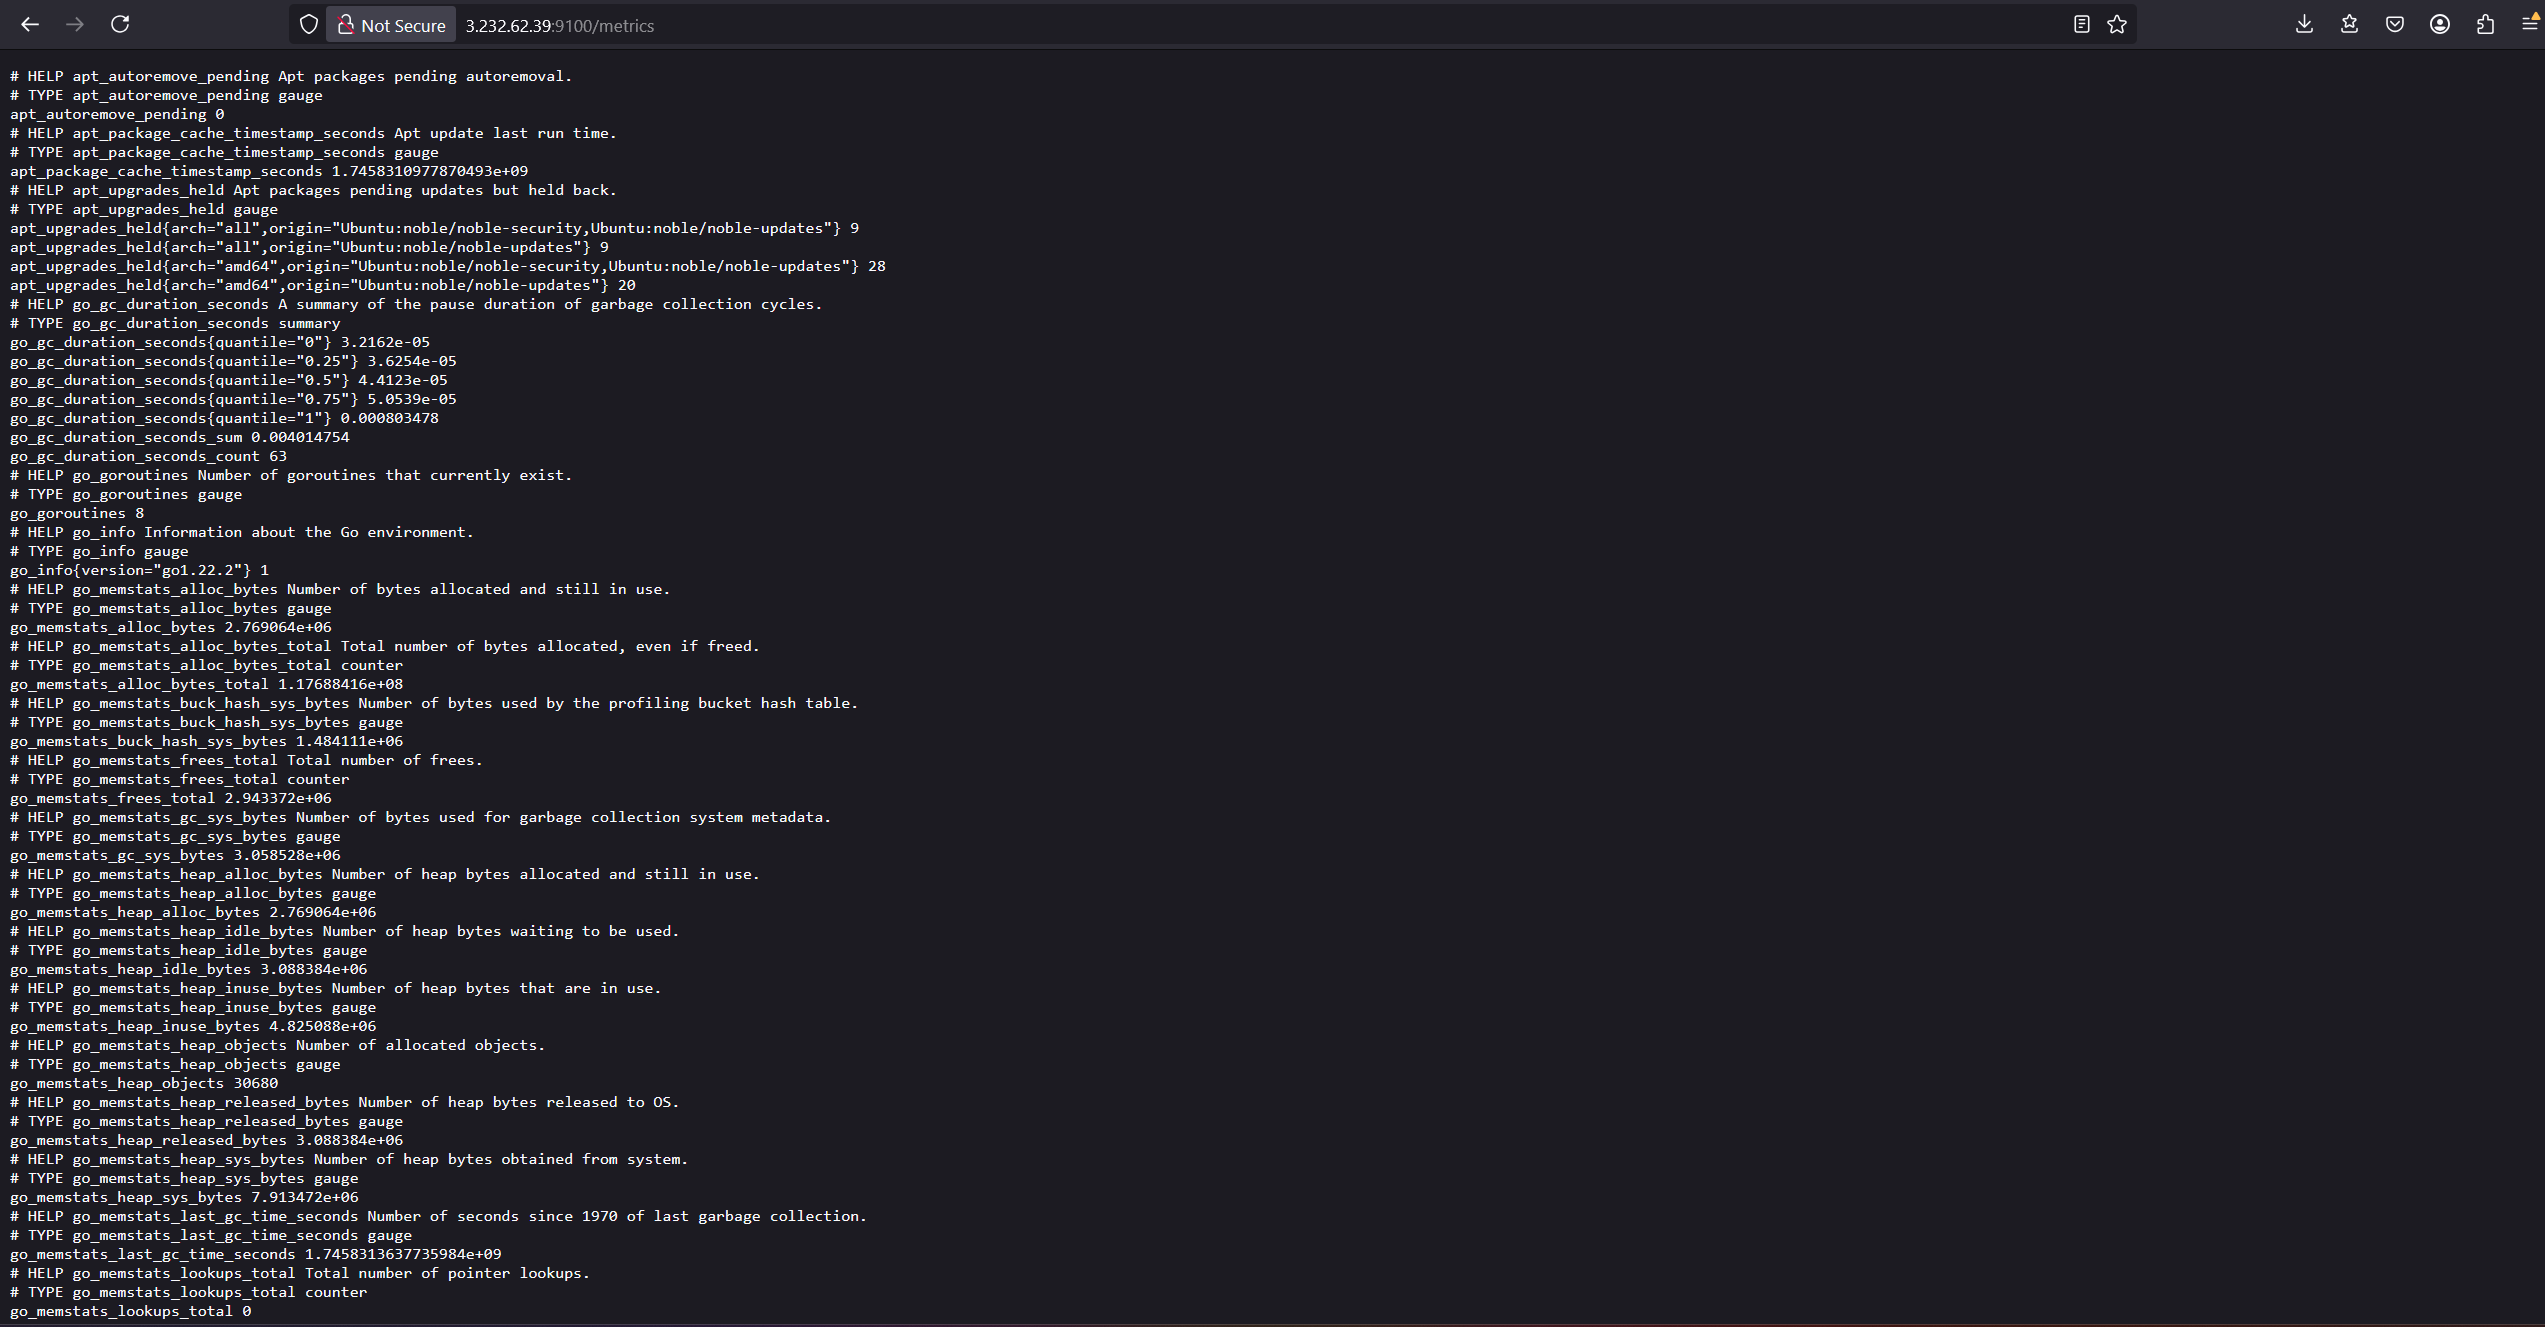 Not Secure 3.232.62.39:9100/metrics
# HELP apt_autoremove_pending Apt packages pending autoremoval.
# TYPE apt_autoremove_pending gauge
apt_autoremove_pending 0
# HELP apt_package_cache_timestamp_seconds Apt update last run time.
# TYPE apt_package_cache_timestamp_seconds gauge
apt_package_cache_timestamp_seconds 1.7458310977870493e+09
# HELP apt_upgrades_held Apt packages pending updates but held back.
# TYPE apt_upgrades_held gauge
apt_upgrades_held{arch="all",origin="Ubuntu:noble/noble-security,Ubuntu:noble/noble-updates"} 9
apt_upgrades_held{arch="all",origin="Ubuntu:noble/noble-updates"} 9
apt_upgrades_held{arch="amd64",origin="Ubuntu:noble/noble-security,Ubuntu:noble/noble-updates"} 28
apt_upgrades_held{arch="amd64",origin="Ubuntu:noble/noble-updates"} 20
# HELP go_gc_duration_seconds A summary of the pause duration of garbage collection cycles.
# TYPE go_gc_duration_seconds summary
go_gc_duration_seconds{quantile="0"} 3.2162e-05
go_gc_duration_seconds{quantile="0.25"} 3.6254e-05
go_gc_duration_seconds{quantile="0.5"} 4.4123e-05
go_gc_duration_seconds{quantile="0.75"} 5.0539e-05
go_gc_duration_seconds{quantile="1"} 0.000803478
go_gc_duration_seconds_sum 0.004014754
go_gc_duration_seconds_count 63
# HELP go_goroutines Number of goroutines that currently exist.
# TYPE go_goroutines gauge
go_goroutines 8
# HELP go_info Information about the Go environment.
# TYPE go_info gauge
go_info{version="go1.22.2"} 1
# HELP go_memstats_alloc_bytes Number of bytes allocated and still in use.
# TYPE go_memstats_alloc_bytes gauge
go_memstats_alloc_bytes 2.769064e+06
# HELP go_memstats_alloc_bytes_total Total number of bytes allocated, even if freed.
# TYPE go_memstats_alloc_bytes_total counter
go_memstats_alloc_bytes_total 1.17688416e+08
# HELP go_memstats_buck_hash_sys_bytes Number of bytes used by the profiling bucket hash table.
# TYPE go_memstats_buck_hash_sys_bytes gauge
go_memstats_buck_hash_sys_bytes 1.484111e+06
# HELP go_memstats_frees_total Total number of frees.
# TYPE go_memstats_frees_total counter
go_memstats_frees_total 2.943372e+06
# HELP go_memstats_gc_sys_bytes Number of bytes used for garbage collection system metadata.
# TYPE go_memstats_gc_sys_bytes gauge
go_memstats_gc_sys_bytes 3.058528e+06
# HELP go_memstats_heap_alloc_bytes Number of heap bytes allocated and still in use.
# TYPE go_memstats_heap_alloc_bytes gauge
go_memstats_heap_alloc_bytes 2.769064e+06
# HELP go_memstats_heap_idle_bytes Number of heap bytes waiting to be used.
# TYPE go_memstats_heap_idle_bytes gauge
go_memstats_heap_idle_bytes 3.088384e+06
# HELP go_memstats_heap_inuse_bytes Number of heap bytes that are in use.
# TYPE go_memstats_heap_inuse_bytes gauge
go_memstats_heap_inuse_bytes 4.825088e+06
# HELP go_memstats_heap_objects Number of allocated objects.
# TYPE go_memstats_heap_objects gauge
go_memstats_heap_objects 30680
# HELP go_memstats_heap_released_bytes Number of heap bytes released to OS.
# TYPE go_memstats_heap_released_bytes gauge
go_memstats_heap_released_bytes 3.088384e+06
# HELP go_memstats_heap_sys_bytes Number of heap bytes obtained from system.
# TYPE go_memstats_heap_sys_bytes gauge
go_memstats_heap_sys_bytes 7.913472e+06
# HELP go_memstats_last_gc_time_seconds Number of seconds since 1970 of last garbage collection.
# TYPE go_memstats_last_gc_time_seconds gauge
go_memstats_last_gc_time_seconds 1.7458313637735984e+09
# HELP go_memstats_lookups_total Total number of pointer lookups.
# TYPE go_memstats_lookups_total counter
go_memstats_lookups_total 0